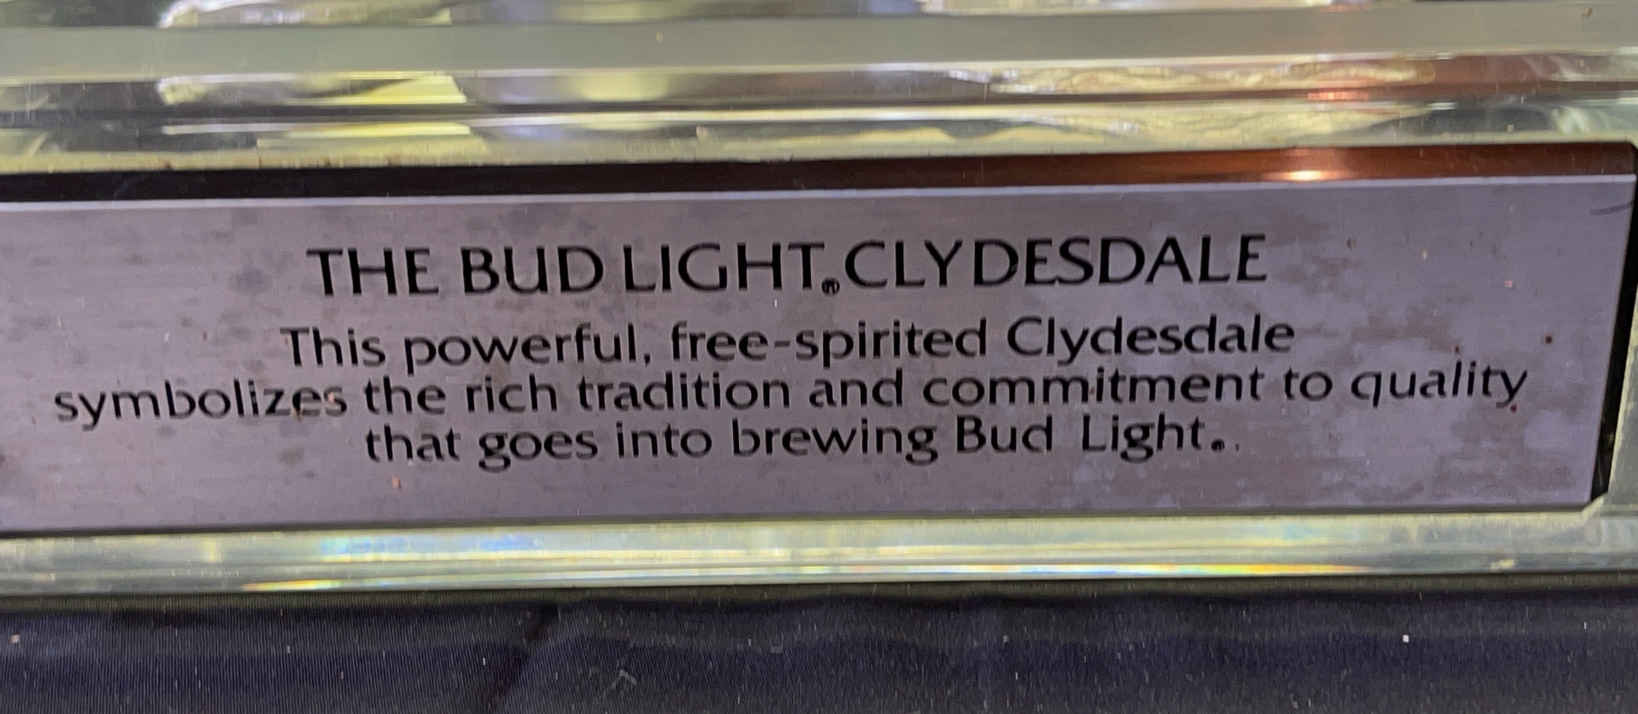 THE BUD LIGHT® CLYDESDALE
This powerful, free-spirited Clydesdale
symbolizes the rich tradition and commitment to quality
that goes into brewing Bud Light®.